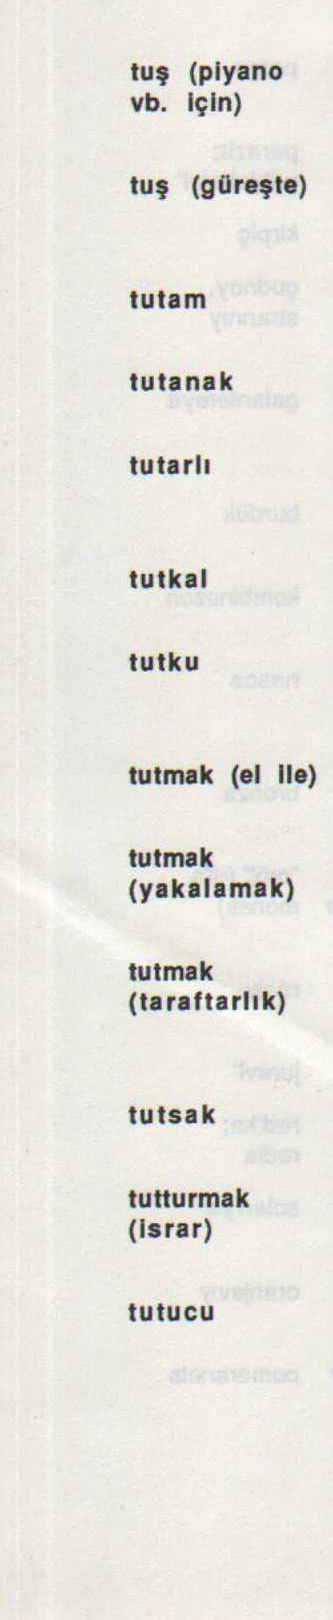 tuş (piyano
vb. için)
tuş (güreşte)
tutam
tutanak
tutarlı
tutkal
tutku
tutmak (el ile)
tutmak
(yakalamak)
tutmak
(taraftarlık)
tutsak
tutturmak
(israr)
tutucu